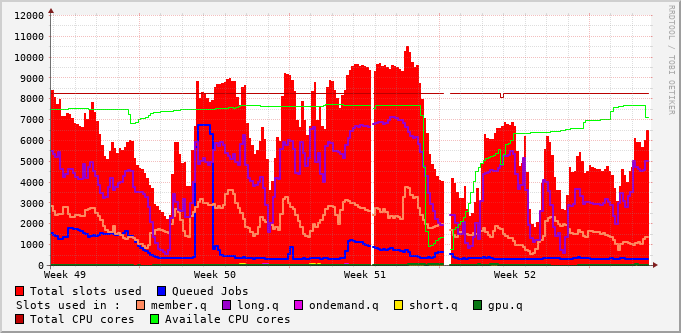 RRDTOOL / TOBI OETIKER
12000
11000
10000
9000
8000
7000
6000
5000
4000
3000
2000
1000
0
Week 49 Week 50 Week 51 Week 52
Total slots used Queued Jobs
Slots used in : member.q long.q ondemand.q short.q gpu.q
Total CPU cores Availale CPU cores